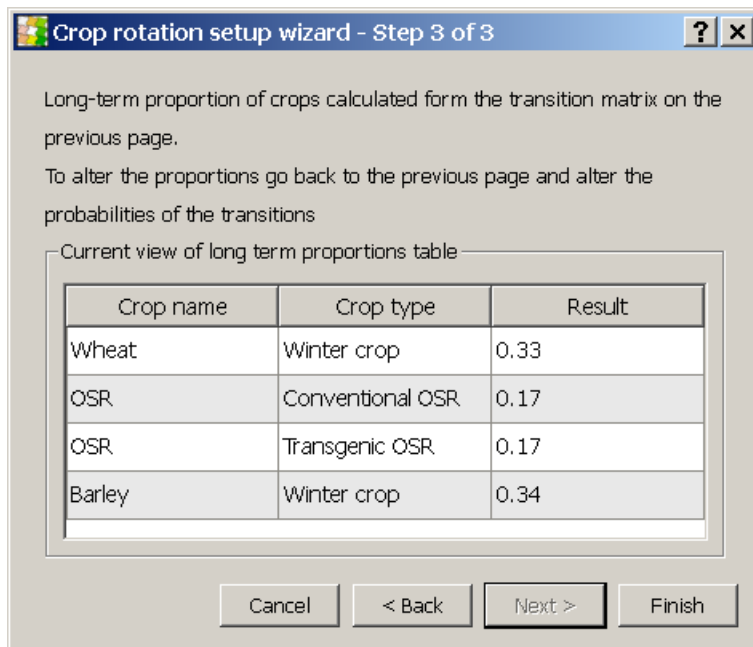 Crop rotation setup wizard - Step 3 of 3
? x
Long-term proportion of crops calculated form the transition matrix on the
previous page.
To alter the proportions go back to the previous page and alter the
probabilities of the transitions
Current view of long term proportions table
Crop name Crop type Result
Wheat Winter crop 0.33
OSR Conventional OSR 0.17
OSR Transgenic OSR 0.17
Barley Winter crop 0.34
Cancel < Back Next > Finish